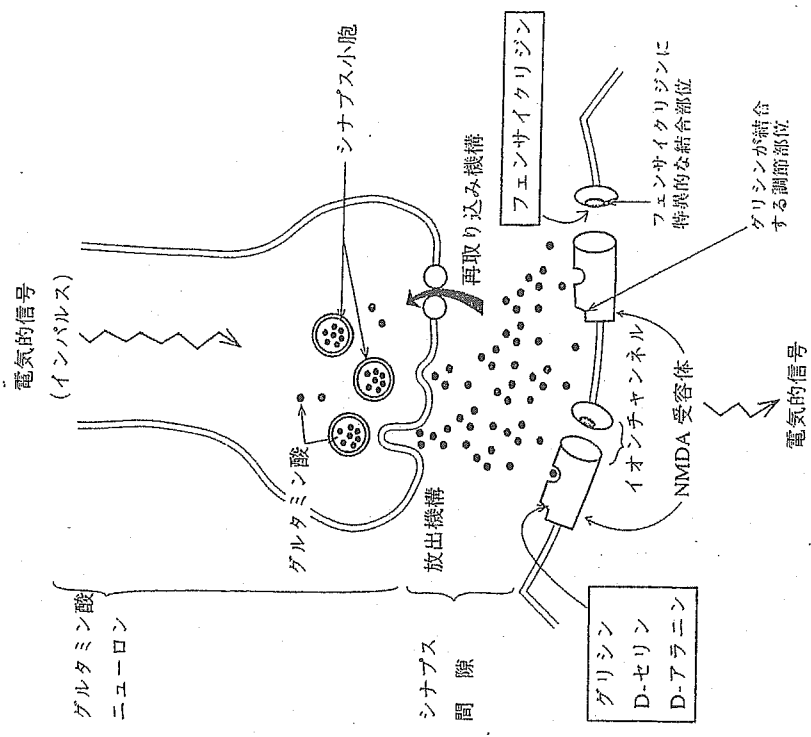 電気的信号
(インパルス)
グルタミン酸
ニューロン
グルタミン酸
シナプス小胞
放出機構
再取り込み機構
シナプス
間 隙
フェンサイクリジン
フェンサイクリジンに
特異的な結合部位
グリシンが結合
する調節部位
イオンチャンネル
NMDA 受容体
グリシン
D-セリン
D-アラニン
電気的信号